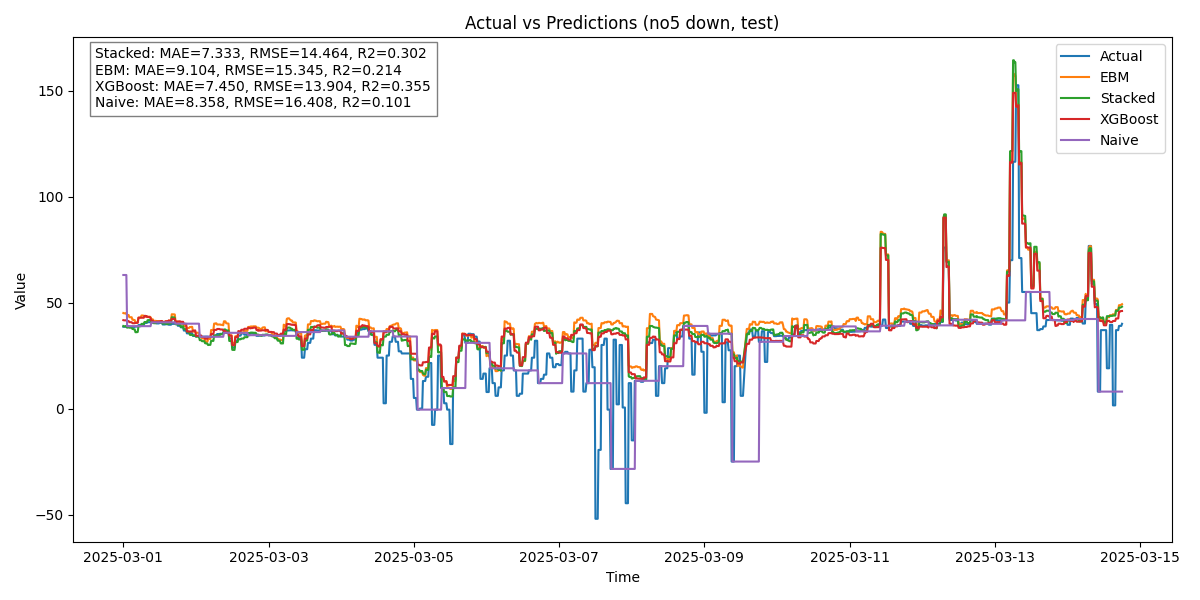 Actual vs Predictions (no5 down, test)
Stacked: MAE=7.333, RMSE=14.464, R2=0.302
EBM: MAE=9.104, RMSE=15.345, R2=0.214
XGBoost: MAE=7.450, RMSE=13.904, R2=0.355
Naive: MAE=8.358, RMSE=16.408, R2=0.101
Actual
EBM
Stacked
XGBoost
Naive
Value
150
100
50
0
−50
2025-03-01
2025-03-03
2025-03-05
2025-03-07
2025-03-09
2025-03-11
2025-03-13
2025-03-15
Time